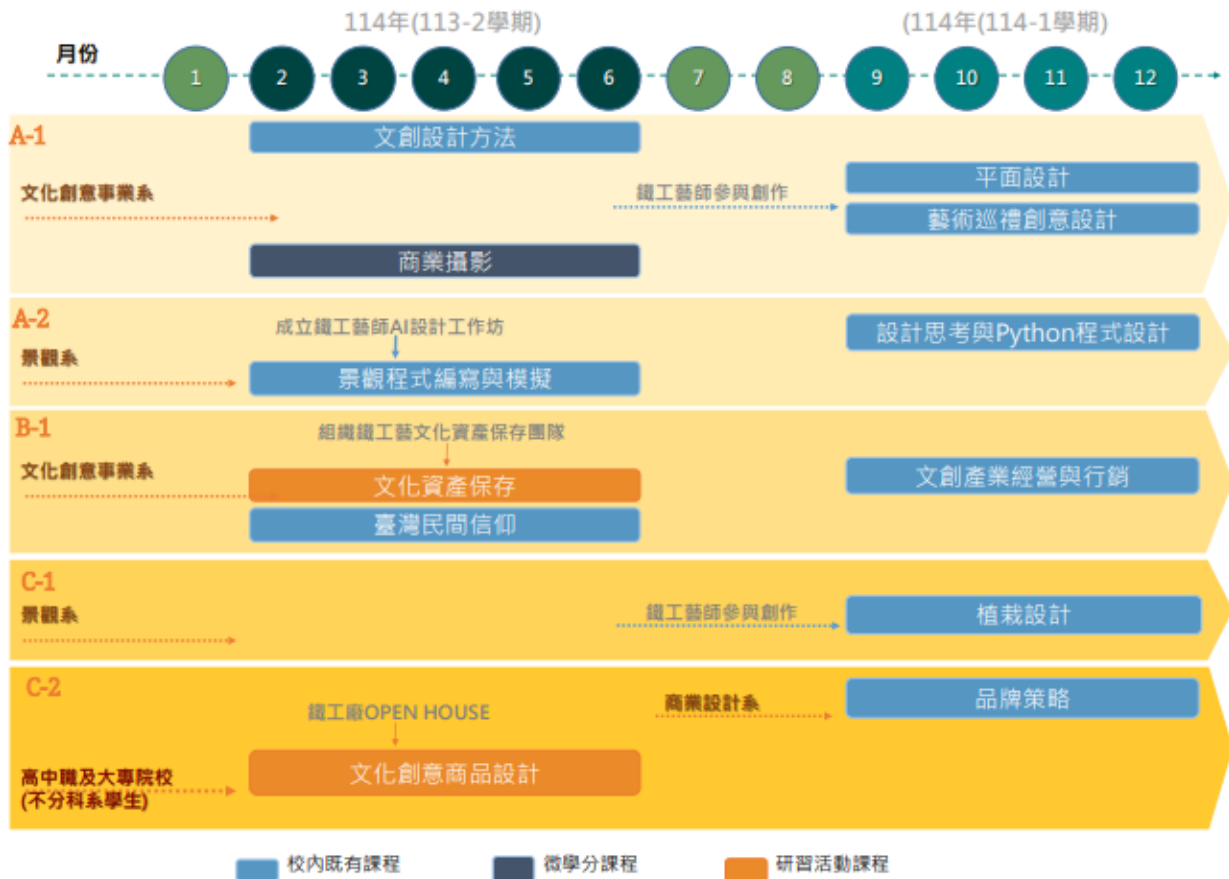 114年(113-2學期)
(114年(114-1學期)
月份
1 2 3 4 5 6 7 8 9 10 11 12
A-1
文創設計方法
平面設計
文化創意事業系
鐵工藝師參與創作
藝術巡禮創意設計
商業攝影
A-2
成立鐵工藝師AI設計工作坊
設計思考與Python程式設計
景觀系
景觀程式編寫與模擬
B-1
組織鐵工藝文化資產保存團隊
文化創意事業系
文化資產保存
文創產業經營與行銷
臺灣民間信仰
C-1
景觀系
鐵工藝師參與創作
植栽設計
C-2
商業設計系
品牌策略
鐵工廠OPEN HOUSE
文化創意商品設計
高中職及大專院校
(不分科系學生)
校內既有課程
微學分課程
研習活動課程